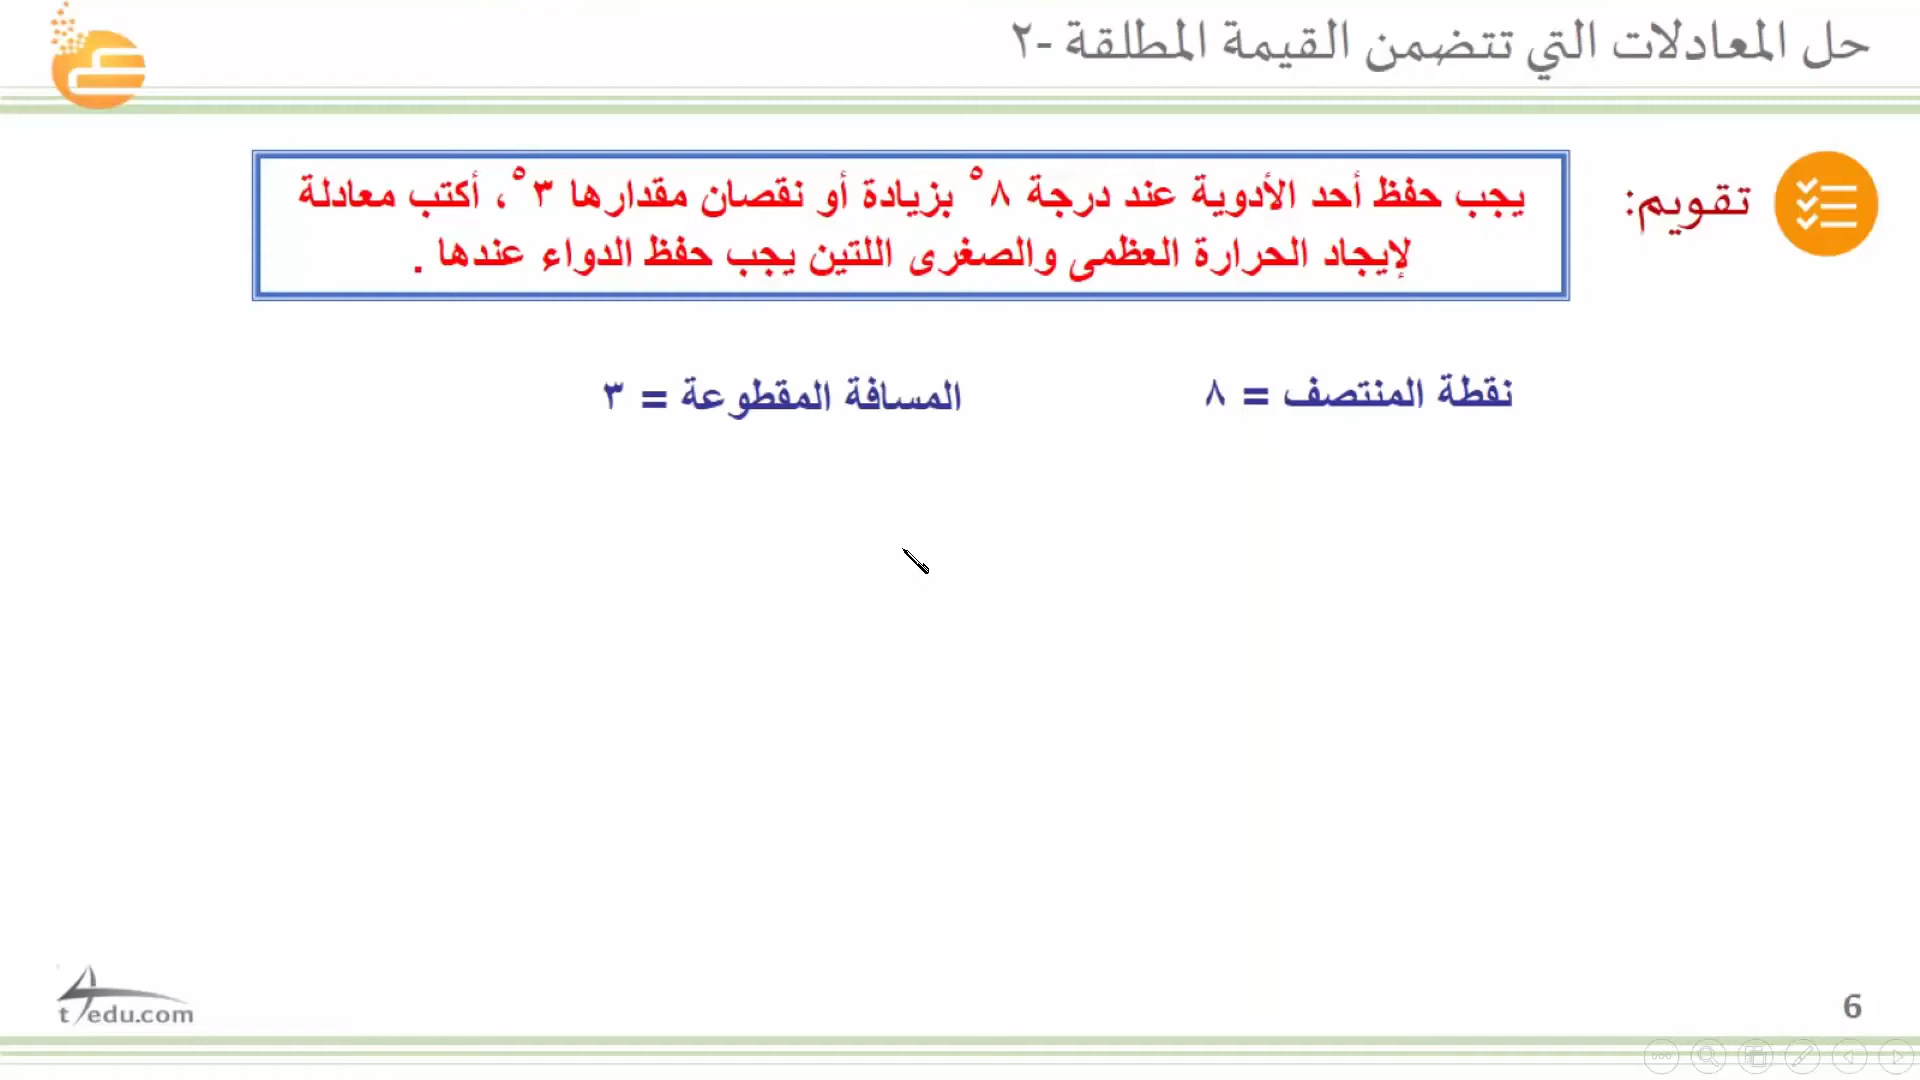 حل المعادلات التي تتضمن القيمة المطلقة -٢
تقويم:
يجب حفظ أحد الأدوية عند درجة ٨ْ بزيادة أو نقصان مقدارها ٣ْ ، أكتب معادلة
لإيجاد الحرارة العظمى والصغرى اللتين يجب حفظ الدواء عندها .
نقطة المنتصف = ٨
المسافة المقطوعة = ٣
t4edu.com
6